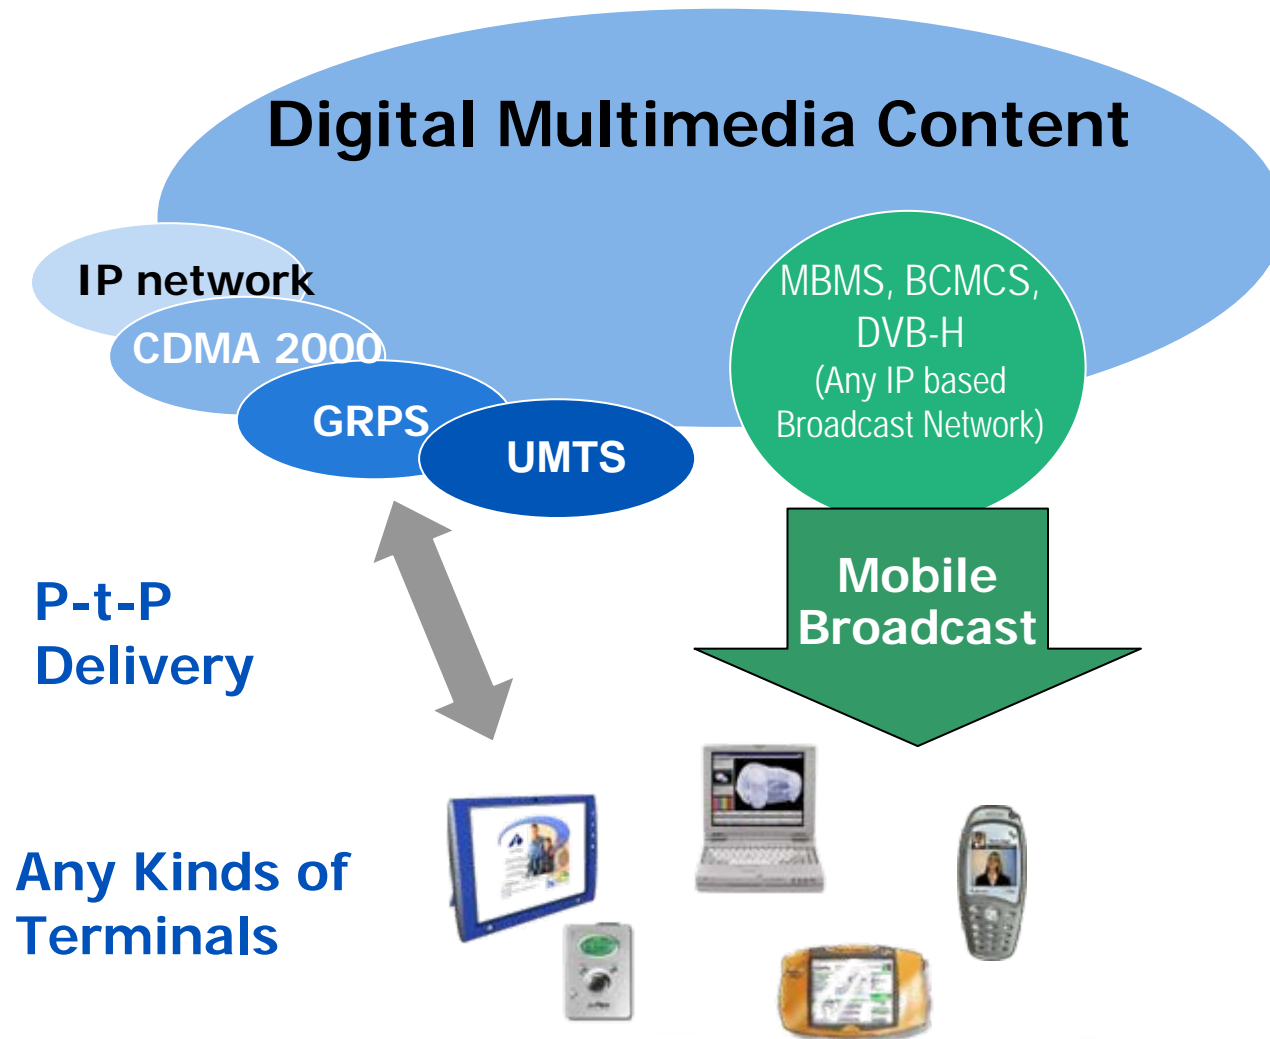 Digital Multimedia Content
IP network
CDMA 2000
GRPS
UMTS
MBMS, BCMCS,
DVB-H
(Any IP based
Broadcast Network)
Mobile
Broadcast
P-t-P
Delivery
Any Kinds of
Terminals